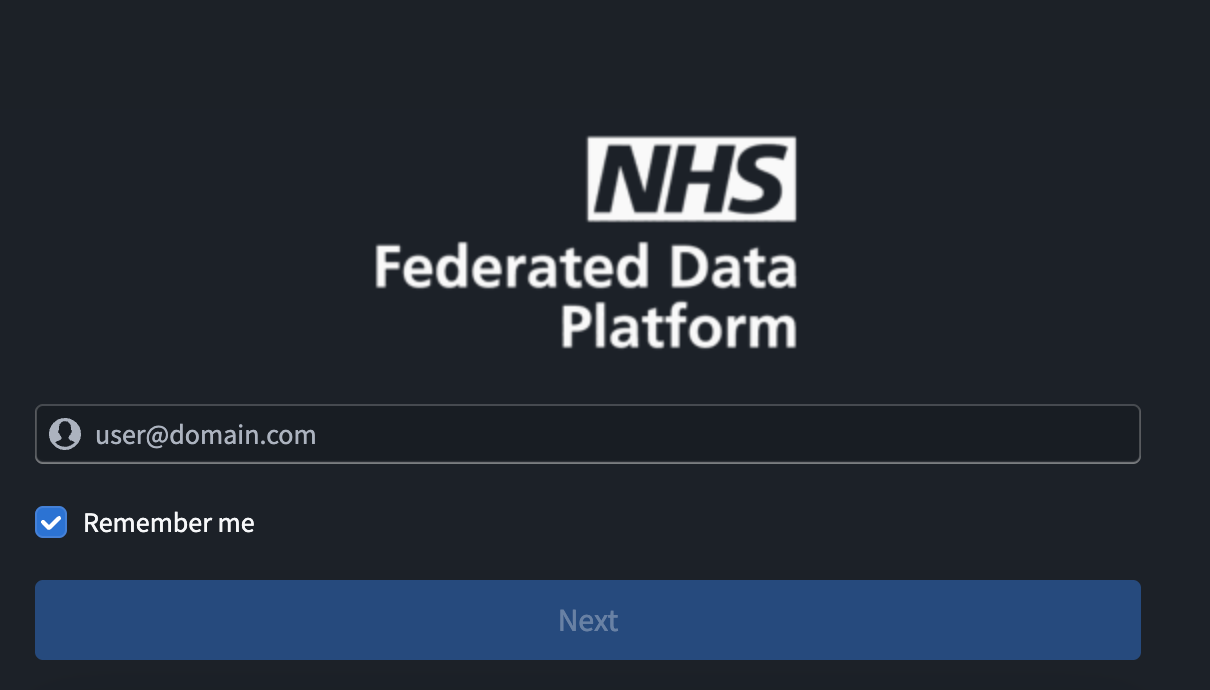 NHS
Federated Data
Platform
user@domain.com
Remember me
Next